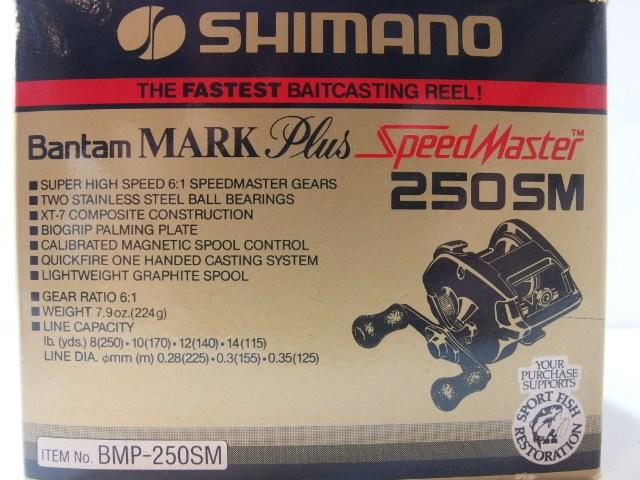 SHIMANO
THE FASTEST BAITCASTING REEL!
Bantam MARK Plus SpeedMaster™
250SM
■ SUPER HIGH SPEED 6:1 SPEEDMASTER GEARS
■ TWO STAINLESS STEEL BALL BEARINGS
■ XT-7 COMPOSITE CONSTRUCTION
■ BIOGRIP PALMING PLATE
■ CALIBRATED MAGNETIC SPOOL CONTROL
■ QUICKFIRE ONE HANDED CASTING SYSTEM
■ LIGHTWEIGHT GRAPHITE SPOOL
■ GEAR RATIO 6:1
■ WEIGHT 7.9oz.(224g)
■ LINE CAPACITY
lb. (yds.) 8(250)•10(170)•12(140)•14(115)
LINE DIA. ϕmm (m) 0.28(225)•0.3(155)•0.35(125)
YOUR
PURCHASE
SUPPORTS
SPORT FISH
RESTORATION
ITEM No. BMP-250SM